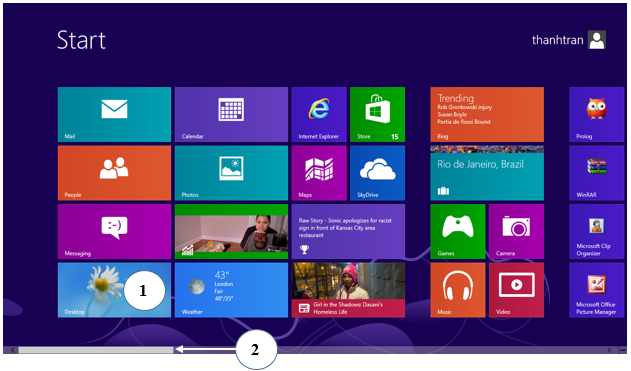 Start
thanhtran
Mail
Calendar
Internet Explorer
Store
15
Trending
Rob Gronkowski injury
Susan Boyle
Portia de Rossi Bound
Bing
Prolog
People
Photos
Maps
SkyDrive
Rio de Janeiro, Brazil
WinRAR
Messaging
Raw Story - Sonic apologizes for racist
sign in front of Kansas City area
restaurant
Games
Camera
Microsoft Clip
Organizer
Desktop
1
43°
London
Fair
48°/35°
Weather
Girl in the Shadows: Dasani's
Homeless Life
Music
Video
Microsoft Office
Picture Manager
2